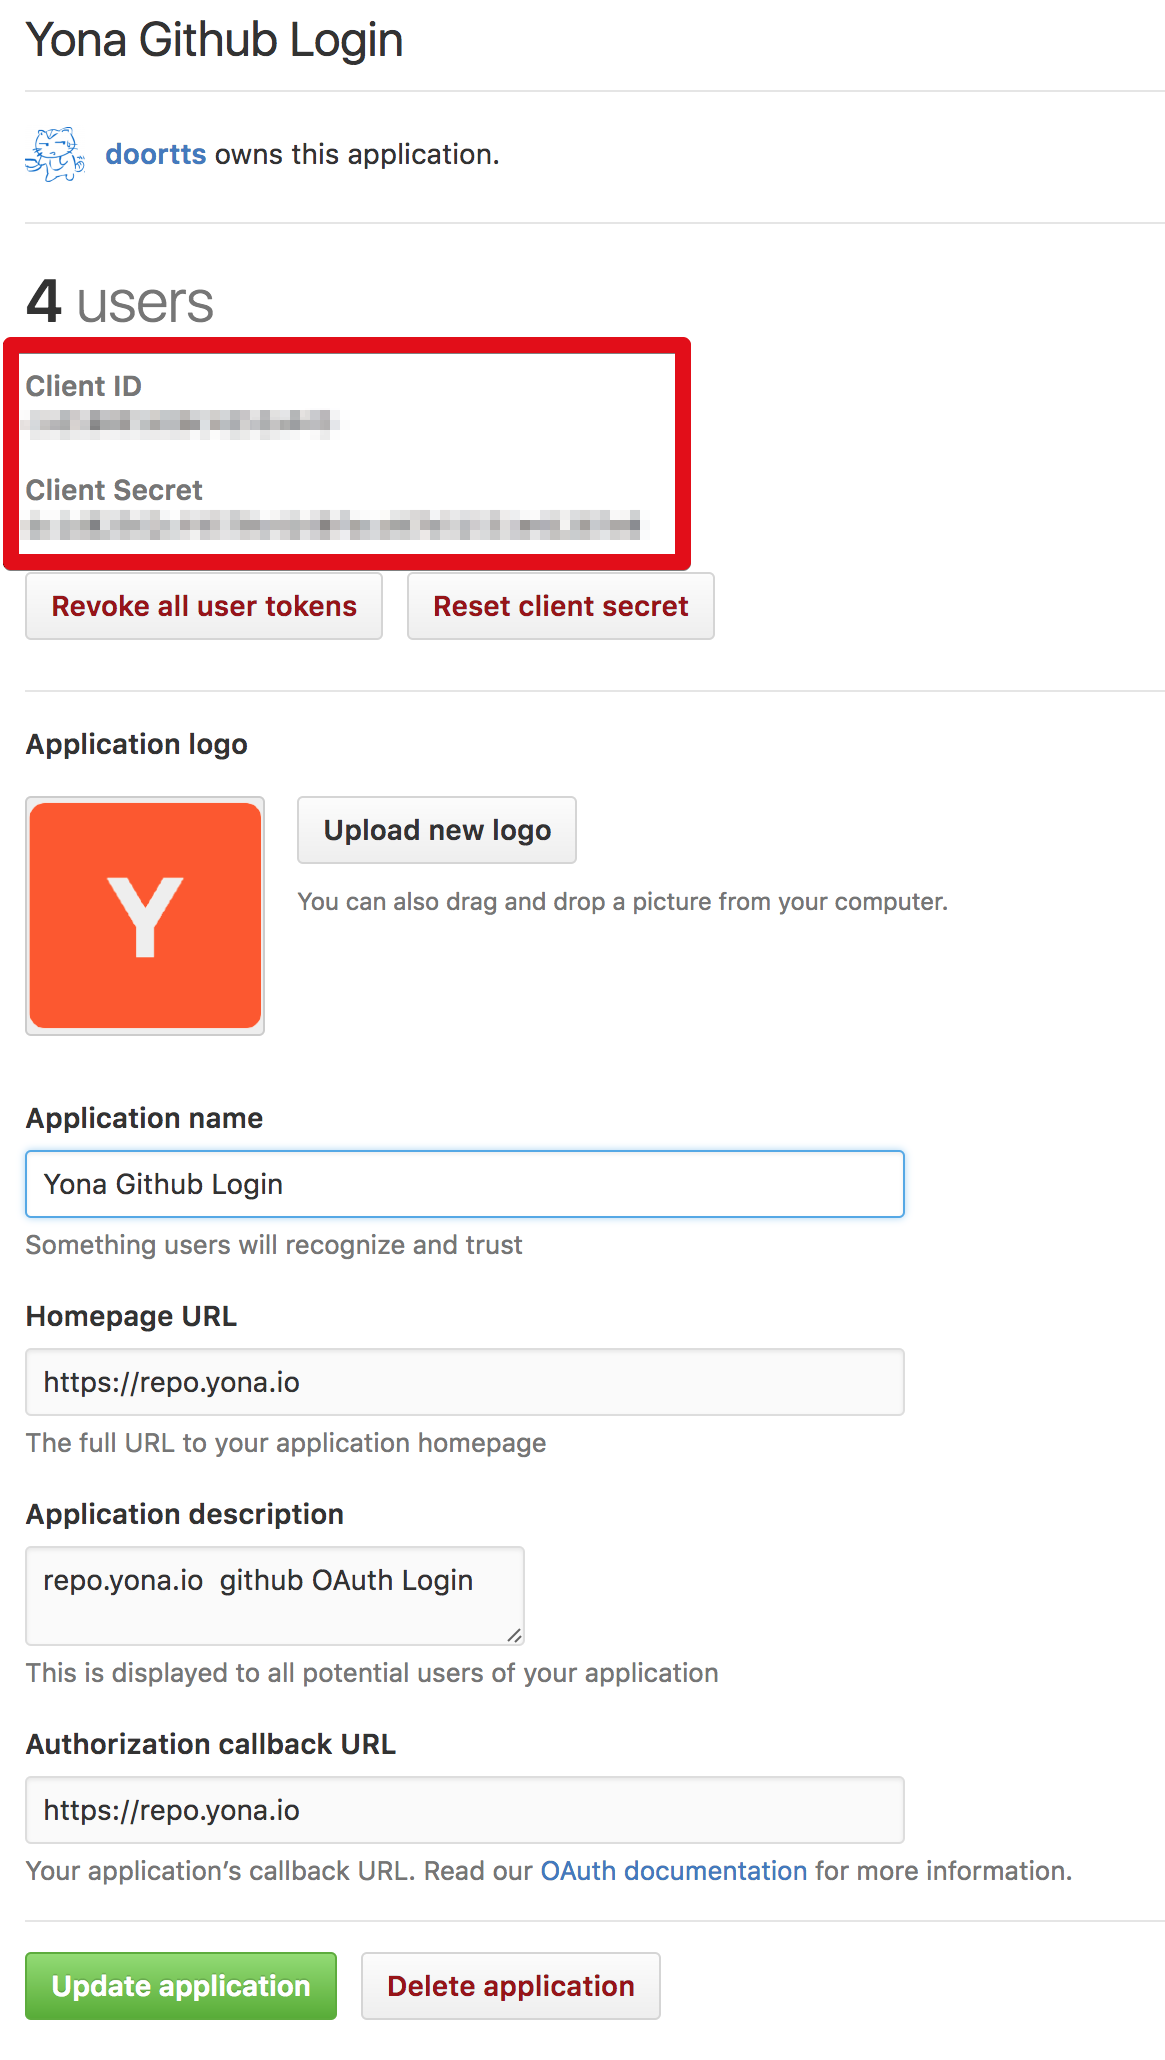 Yona Github Login
doortts owns this application.
4 users
Client ID
Client Secret
Revoke all user tokens
Reset client secret
Application logo
Y
Upload new logo
You can also drag and drop a picture from your computer.
Application name
Yona Github Login
Something users will recognize and trust
Homepage URL
https://repo.yona.io
The full URL to your application homepage
Application description
repo.yona.io  github OAuth Login
This is displayed to all potential users of your application
Authorization callback URL
https://repo.yona.io
Your application’s callback URL. Read our OAuth documentation for more information.
Update application
Delete application